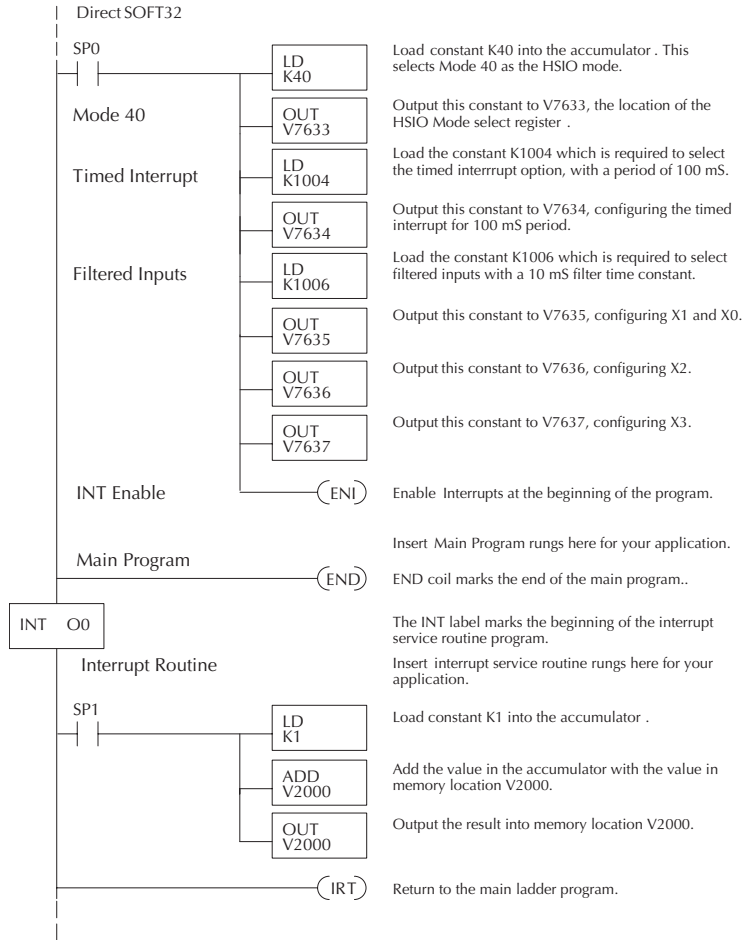 Direct SOFT32
SP0
LD
K40
Load constant K40 into the accumulator . This
selects Mode 40 as the HSIO mode.
Mode 40
OUT
V7633
Output this constant to V7633, the location of the
HSIO Mode select register .
Timed Interrupt
LD
K1004
Load the constant K1004 which is required to select
the timed interrrupt option, with a period of 100 mS.
OUT
V7634
Output this constant to V7634, configuring the timed
interrupt for 100 mS period.
Filtered Inputs
LD
K1006
Load the constant K1006 which is required to select
filtered inputs with a 10 mS filter time constant.
OUT
V7635
Output this constant to V7635, configuring X1 and X0.
OUT
V7636
Output this constant to V7636, configuring X2.
OUT
V7637
Output this constant to V7637, configuring X3.
INT Enable
ENI
Enable Interrupts at the beginning of the program.
Insert Main Program rungs here for your application.
Main Program
END
END coil marks the end of the main program..
INT O0
The INT label marks the beginning of the interrupt
service routine program.
Interrupt Routine
Insert interrupt service routine rungs here for your
application.
SP1
LD
K1
Load constant K1 into the accumulator .
ADD
V2000
Add the value in the accumulator with the value in
memory location V2000.
OUT
V2000
Output the result into memory location V2000.
IRT
Return to the main ladder program.